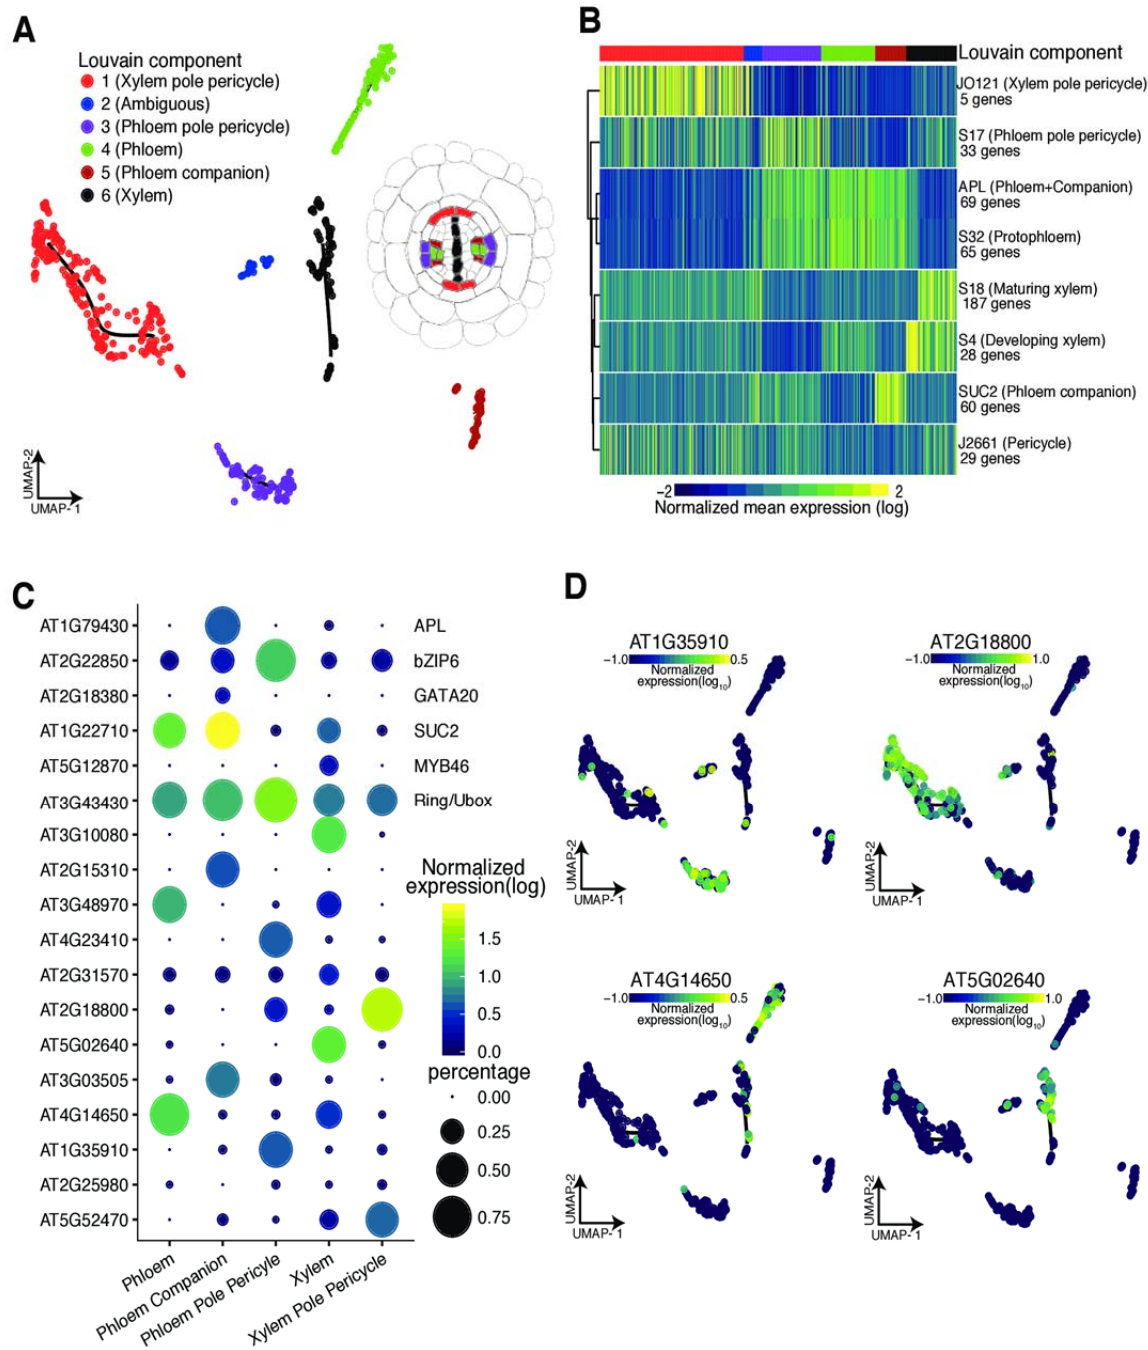 A
Louvain component
1 (Xylem pole pericycle)
2 (Ambiguous)
3 (Phloem pole pericycle)
4 (Phloem)
5 (Phloem companion)
6 (Xylem)
UMAP-2
UMAP-1
B
Louvain component
JO121 (Xylem pole pericycle)
5 genes
S17 (Phloem pole pericycle)
33 genes
APL (Phloem+Companion)
69 genes
S32 (Protophloem)
65 genes
S18 (Maturing xylem)
187 genes
S4 (Developing xylem)
28 genes
SUC2 (Phloem companion)
60 genes
J2661 (Pericycle)
29 genes
−2 2
Normalized mean expression (log)
C
AT1G79430 APL
AT2G22850 bZIP6
AT2G18380 GATA20
AT1G22710 SUC2
AT5G12870 MYB46
AT3G43430 Ring/Ubox
AT3G10080
AT2G15310
AT3G48970
AT4G23410
AT2G31570
AT2G18800
AT5G02640
AT3G03505
AT4G14650
AT1G35910
AT2G25980
AT5G52470
Phloem
Phloem Companion
Phloem Pole Pericyle
Xylem
Xylem Pole Pericycle
Normalized
expression(log)
1.5
1.0
0.5
0.0
percentage
0.00
0.25
0.50
0.75
D
AT1G35910
−1.0 0.5
Normalized
expression(log10)
UMAP-2
UMAP-1
AT2G18800
−1.0 1.0
Normalized
expression(log10)
UMAP-2
UMAP-1
AT4G14650
−1.0 0.5
Normalized
expression(log10)
UMAP-2
UMAP-1
AT5G02640
−1.0 1.0
Normalized
expression(log10)
UMAP-2
UMAP-1